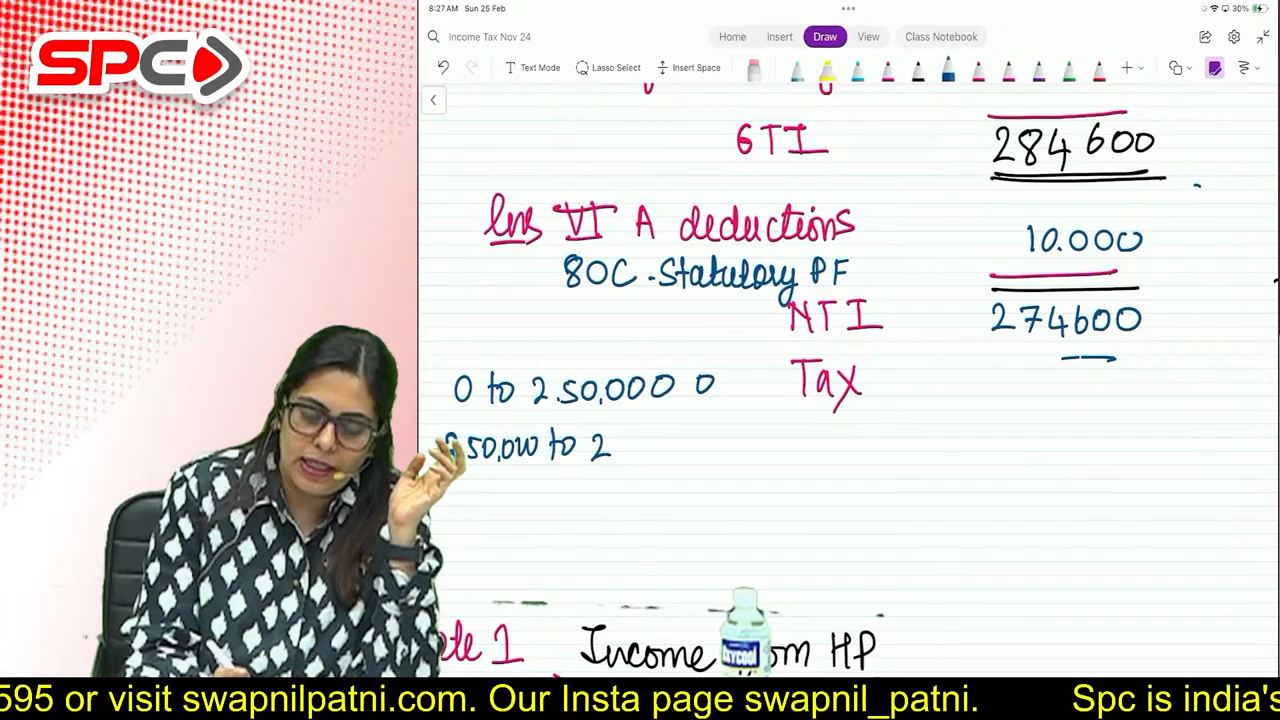 8:27 AM Sun 25 Feb
30%
Income Tax Nov 24
Home Insert Draw View Class Notebook
Text Mode Lasso Select Insert Space
SPC
GTI 284600
VI A deductions 10.000
80C - Statutory PF
NTI 274600
Tax
0 to 2.50,000 0
50,000 to 2
1 Income HP
595 or visit swapnilpatni.com. Our Insta page swapnil_patni. Spc is india's